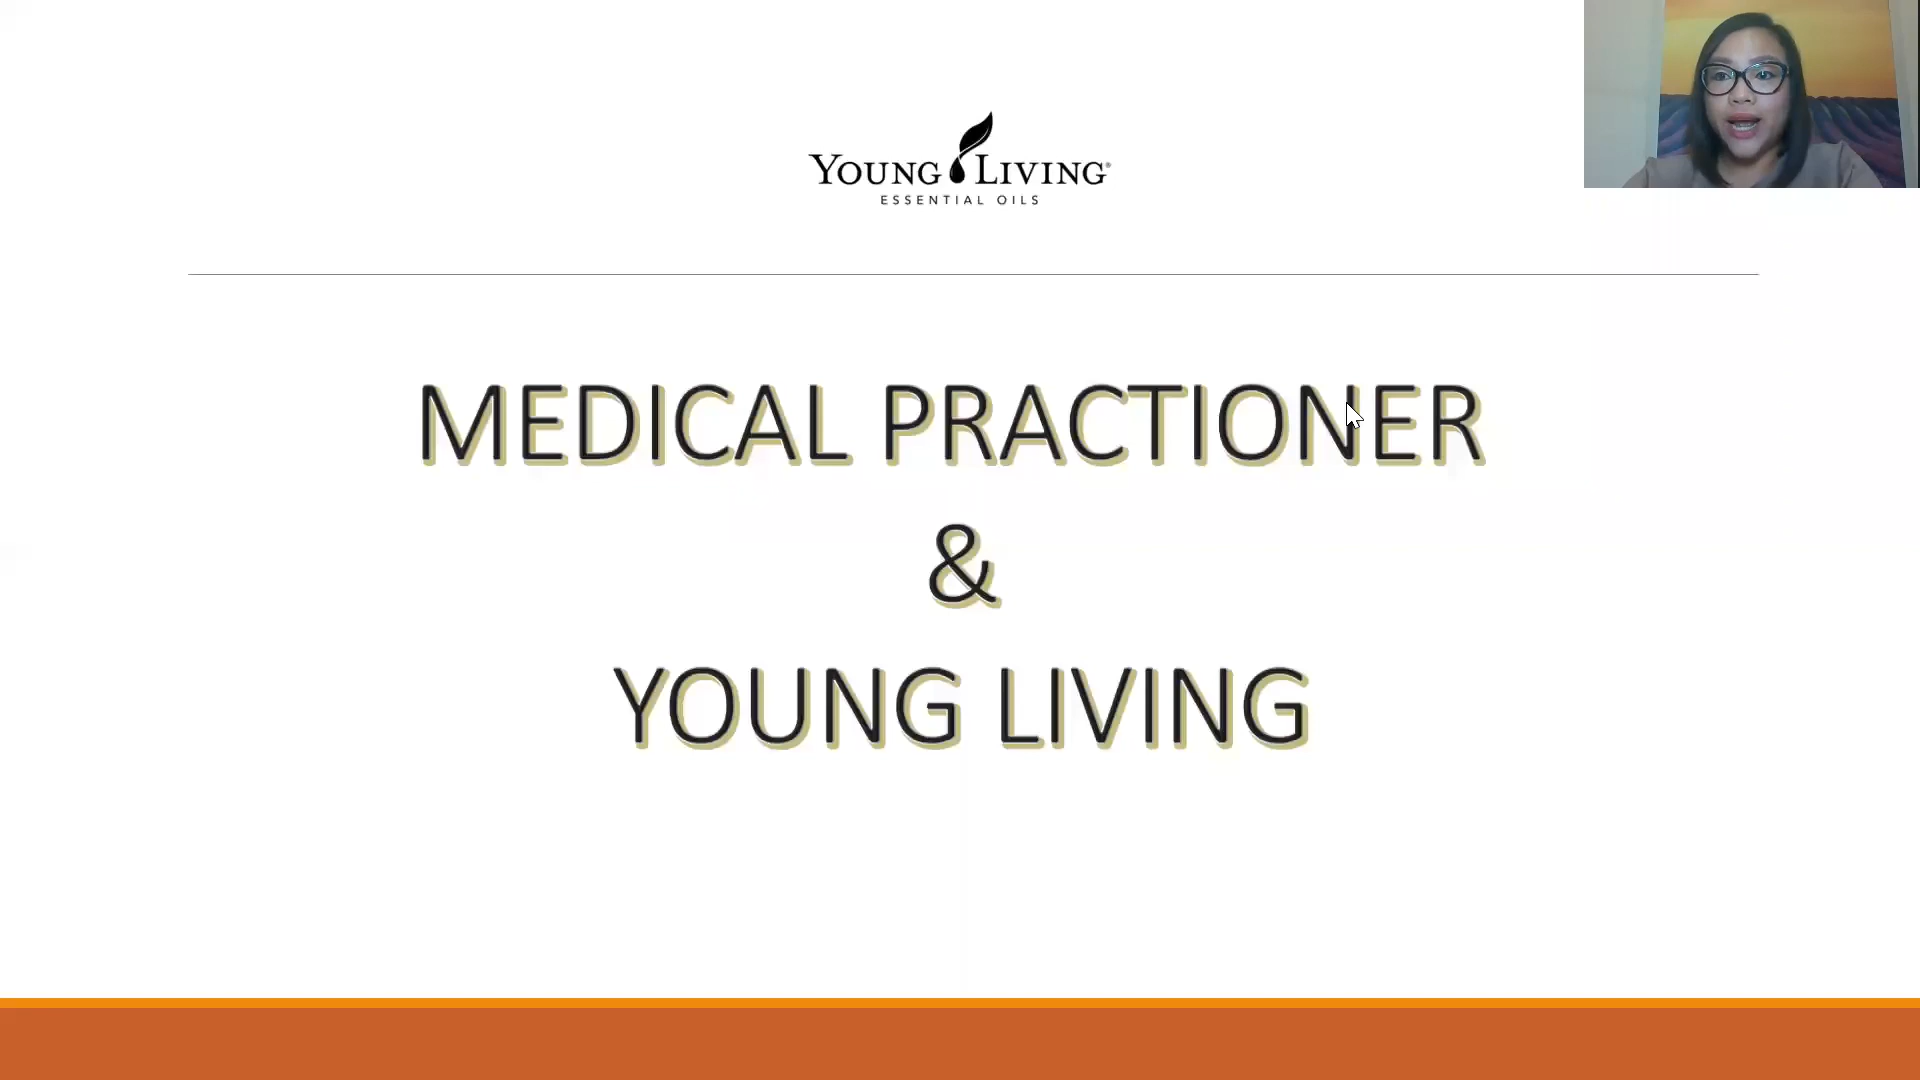 YOUNG LIVING®
ESSENTIAL OILS
MEDICAL PRACTIONER
&
YOUNG LIVING